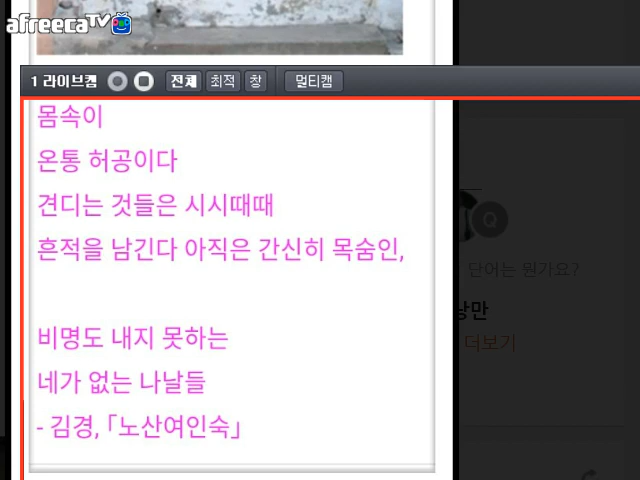 afreecaTV
1 라이브캠 전체 최적 창 멀티캠
몸속이
온통 허공이다
견디는 것들은 시시때때
흔적을 남긴다 아직은 간신히 목숨인,
비명도 내지 못하는
네가 없는 나날들
- 김경, 「노산여인숙」
Q
단어는 뭔가요?
더보기